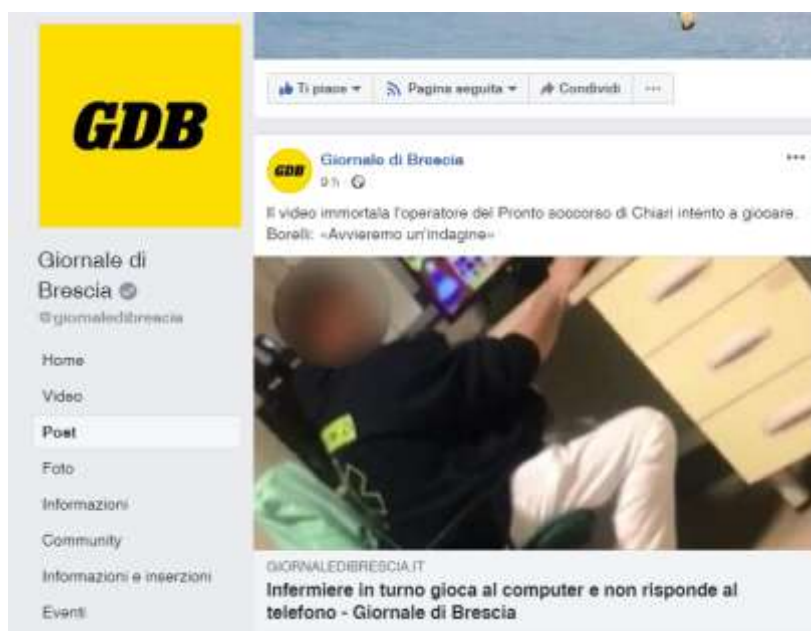 GDB
Giornale di
Brescia
@giornaledibrescia
Home
Video
Post
Foto
Informazioni
Community
Informazioni e inserzioni
Eventi
Ti piace
Pagina seguita
Condividi
GDB
Giornale di Brescia
9 h
Il video immortala l'operatore del Pronto soccorso di Chiari intento a giocare.
Borelli: «Avvieremo un'indagine»
GIORNALEDIBRESCIA.IT
Infermiere in turno gioca al computer e non risponde al
telefono - Giornale di Brescia